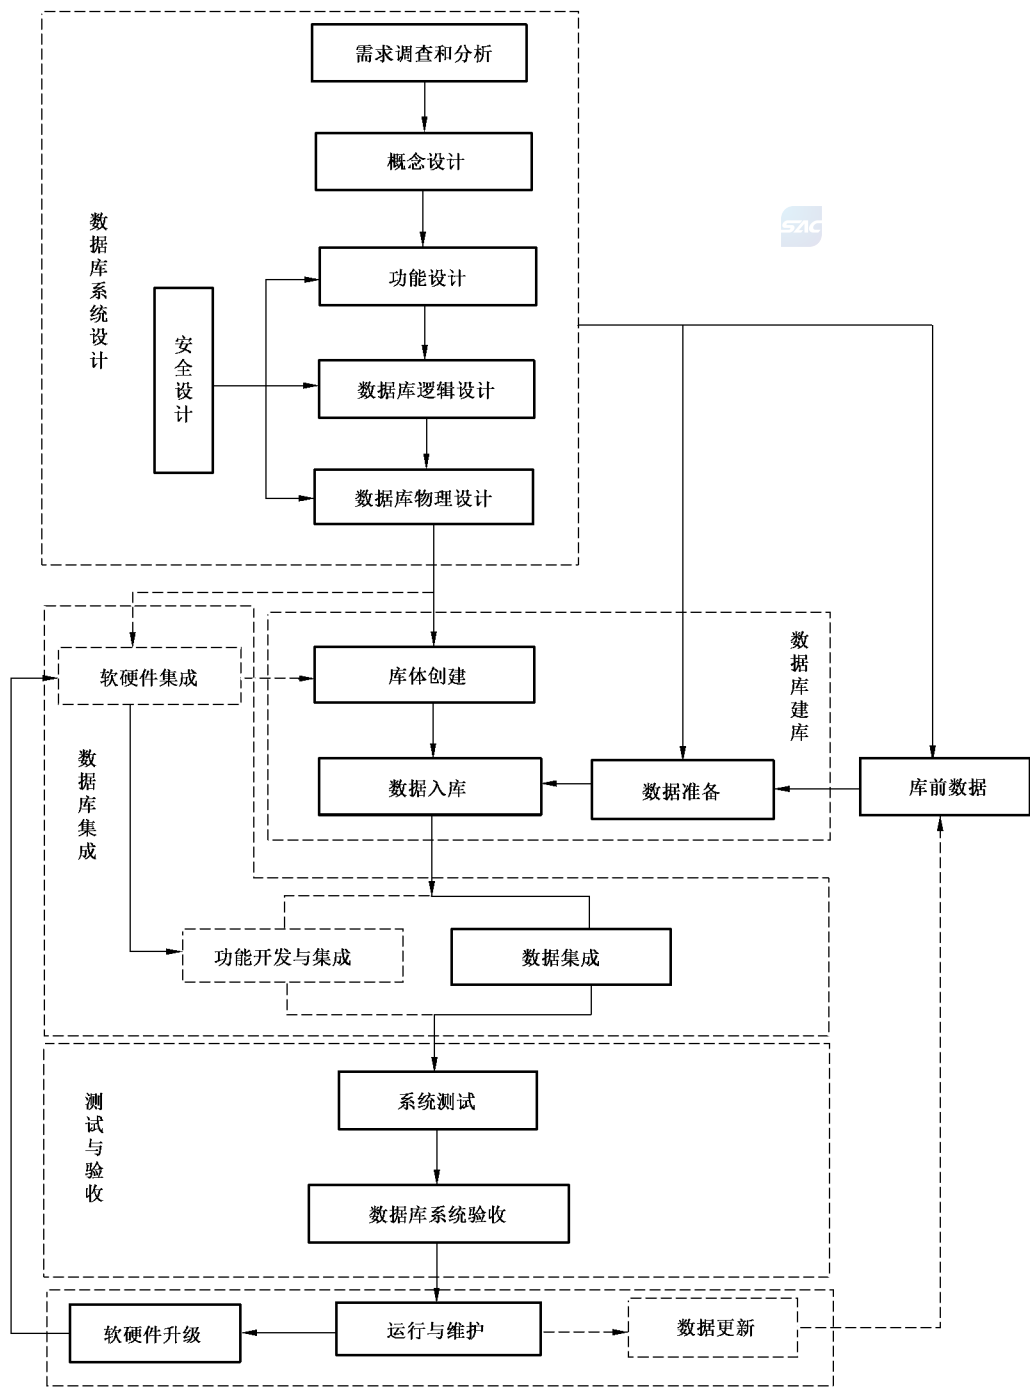 需求调查和分析
概念设计
数据库系统设计
SAC
功能设计
安全设计
数据库逻辑设计
数据库物理设计
软硬件集成
库体创建
数据库建库
数据库集成
数据入库
数据准备
库前数据
功能开发与集成
数据集成
测试与验收
系统测试
数据库系统验收
软硬件升级
运行与维护
数据更新